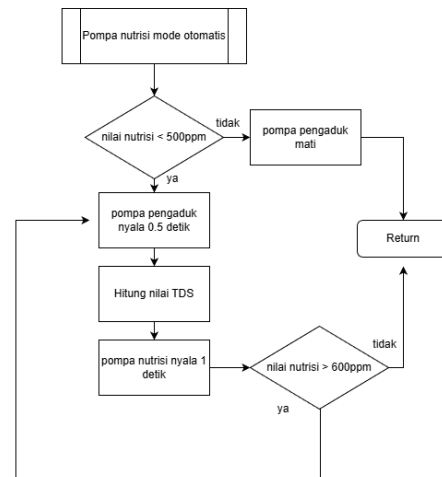 Pompa nutrisi mode otomatis
nilai nutrisi < 500ppm
tidak
pompa pengaduk
mati
ya
pompa pengaduk
nyala 0.5 detik
Return
Hitung nilai TDS
pompa nutrisi nyala 1
detik
nilai nutrisi > 600ppm
tidak
ya